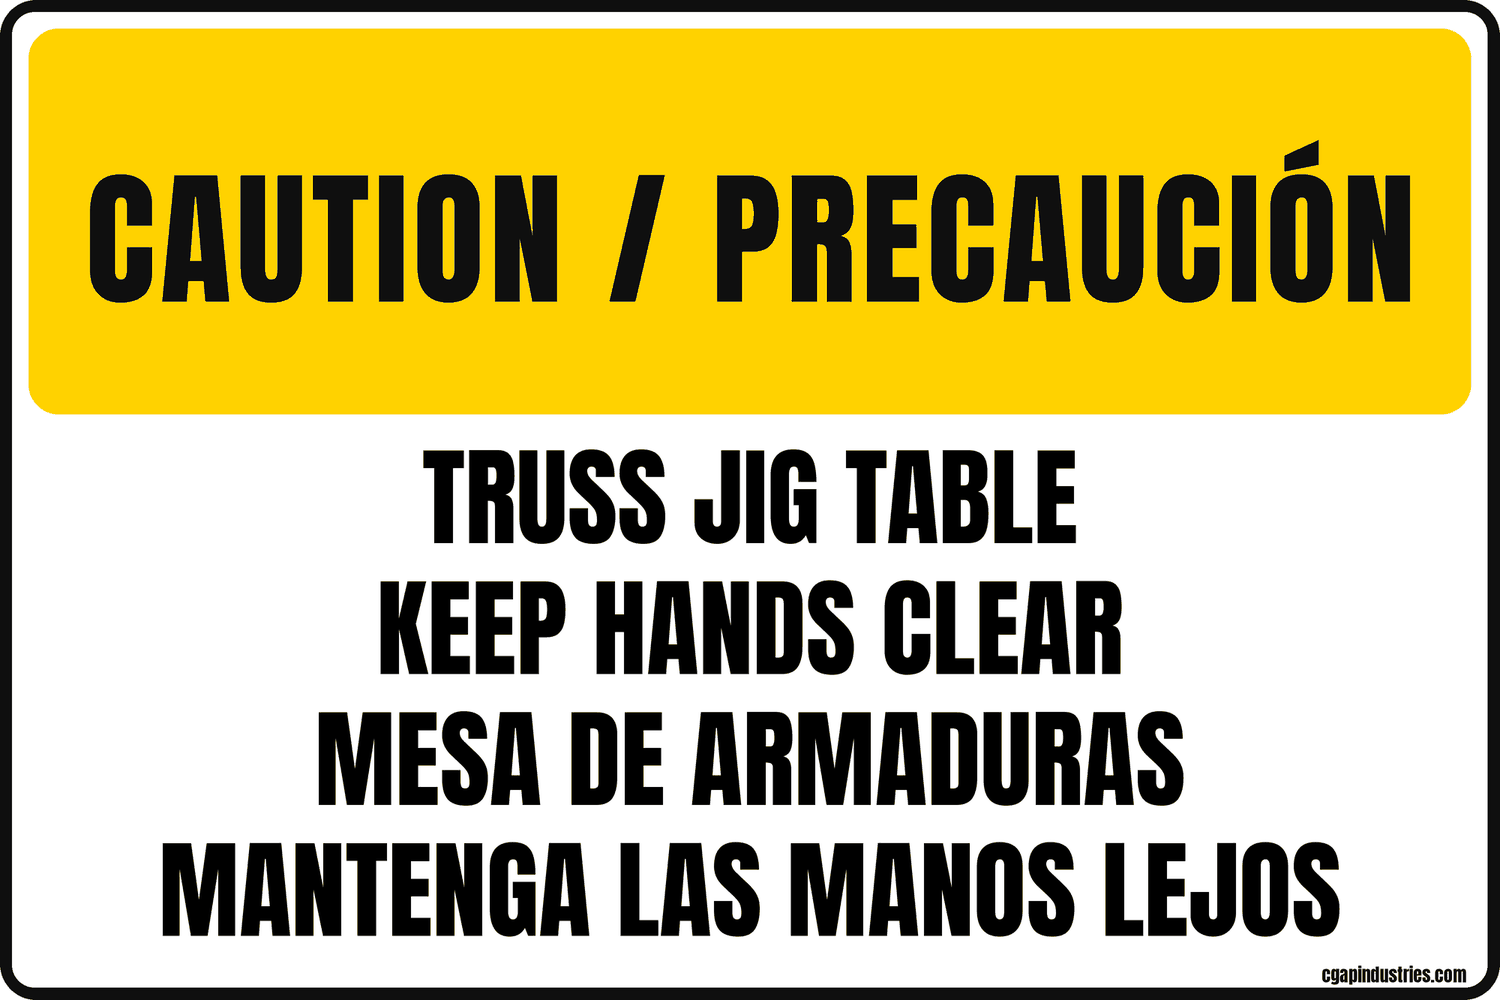 CAUTION / PRECAUCIÓN
TRUSS JIG TABLE
KEEP HANDS CLEAR
MESA DE ARMADURAS
MANTENGA LAS MANOS LEJOS
cgapindustries.com